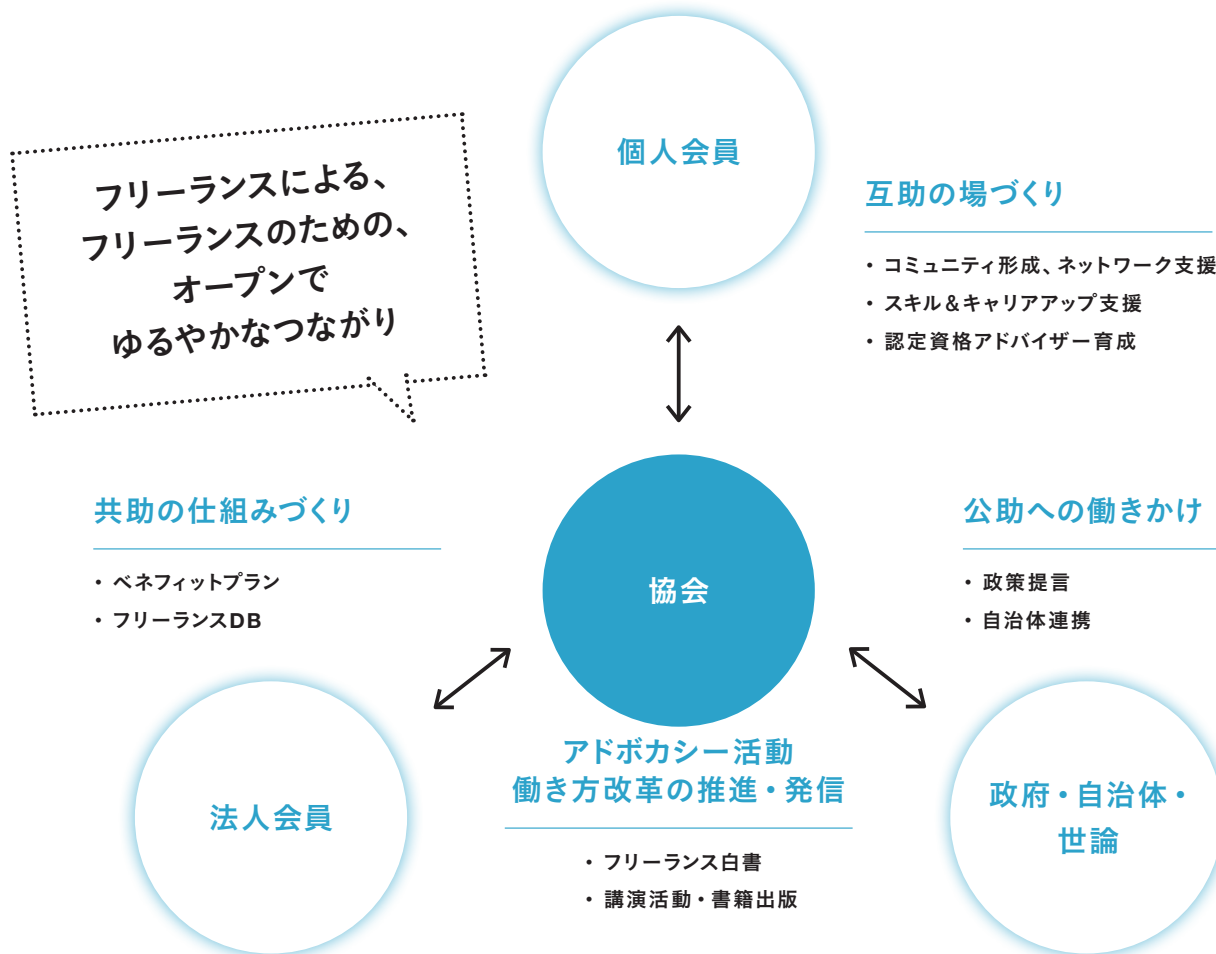 フリーランスによる、
フリーランスのための、
オープンで
ゆるやかなつながり
個人会員
互助の場づくり
・コミュニティ形成、ネットワーク支援
・スキル&キャリアアップ支援
・認定資格アドバイザー育成
共助の仕組みづくり
・ベネフィットプラン
・フリーランスDB
協会
公助への働きかけ
・政策提言
・自治体連携
法人会員
アドボカシー活動
働き方改革の推進・発信
・フリーランス白書
・講演活動・書籍出版
政府・自治体・
世論